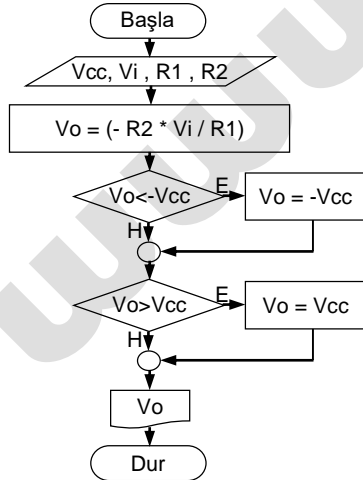 Başla
Vcc, Vi , R1 , R2
Vo = (- R2 * Vi / R1)
Vo<-Vcc
E
Vo = -Vcc
H
Vo>Vcc
E
Vo = Vcc
H
Vo
Dur